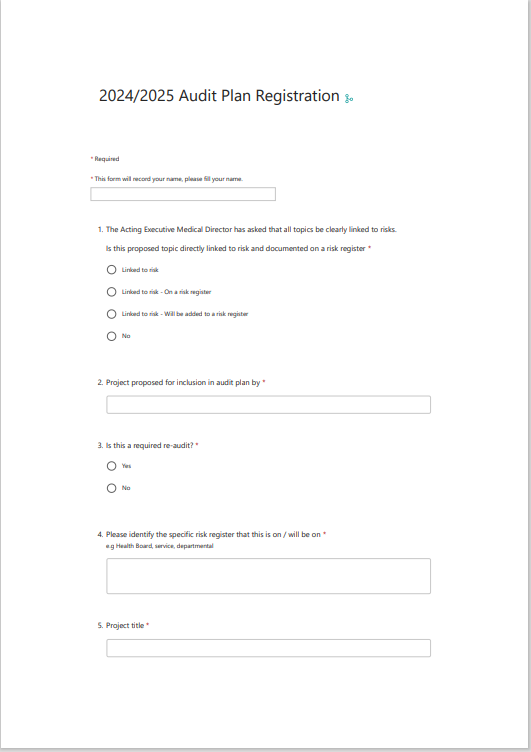 2024/2025 Audit Plan Registration
* Required
* This form will record your name, please fill your name.
1. The Acting Executive Medical Director has asked that all topics be clearly linked to risks.
Is this proposed topic directly linked to risk and documented on a risk register *
Linked to risk
Linked to risk - On a risk register
Linked to risk - Will be added to a risk register
No
2. Project proposed for inclusion in audit plan by *
3. Is this a required re-audit? *
Yes
No
4. Please identify the specific risk register that this is on / will be on *
e.g Health Board, service, departmental
5. Project title *